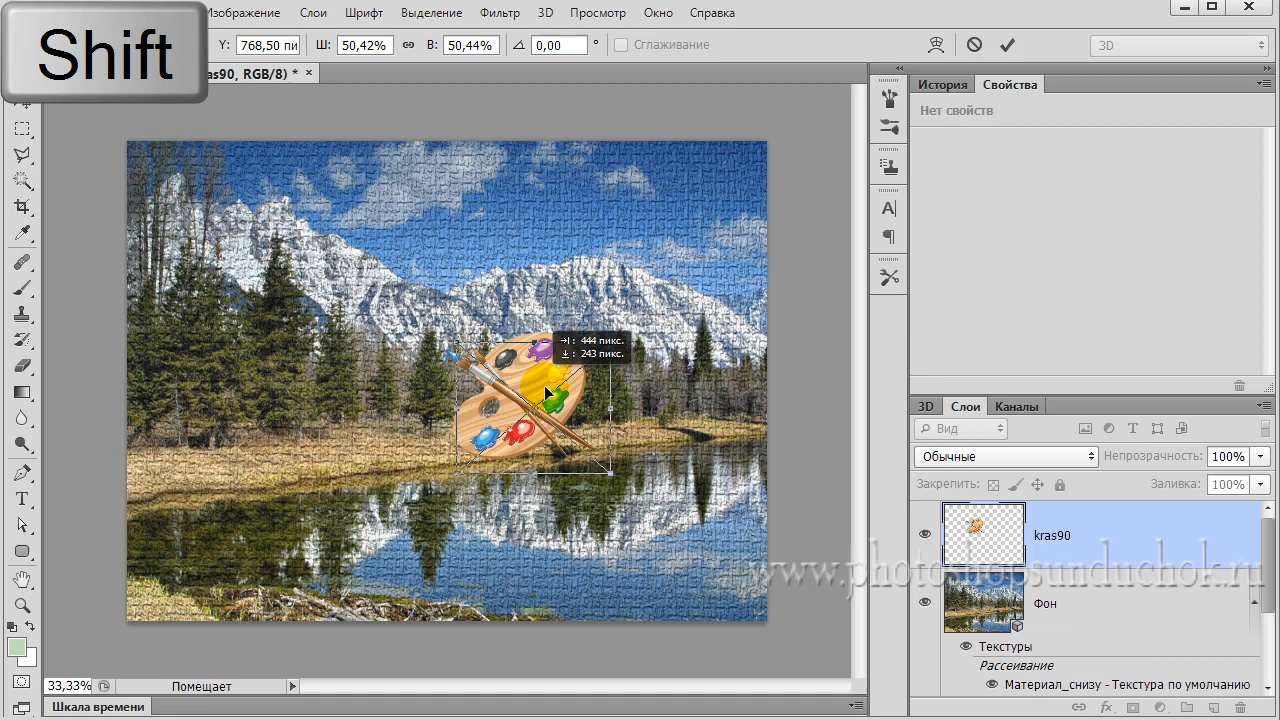 Shift
Изображение Слои Шрифт Выделение Фильтр 3D Просмотр Окно Справка
Y: 768,50 пи Ш: 50,42% В: 50,44% 0,00 ° Сглаживание 3D
ras90, RGB/8) * ×
История Свойства
Нет свойств
444 пикс.
243 пикс.
3D Слои Каналы
Вид
Обычные Непрозрачность: 100%
Закрепить: Заливка: 100%
kras90
www.photoshopsunduchok.ru
Фон
Текстуры
Рассеивание
Материал_снизу - Текстура по умолчанию
33,33% Помещает
Шкала времени